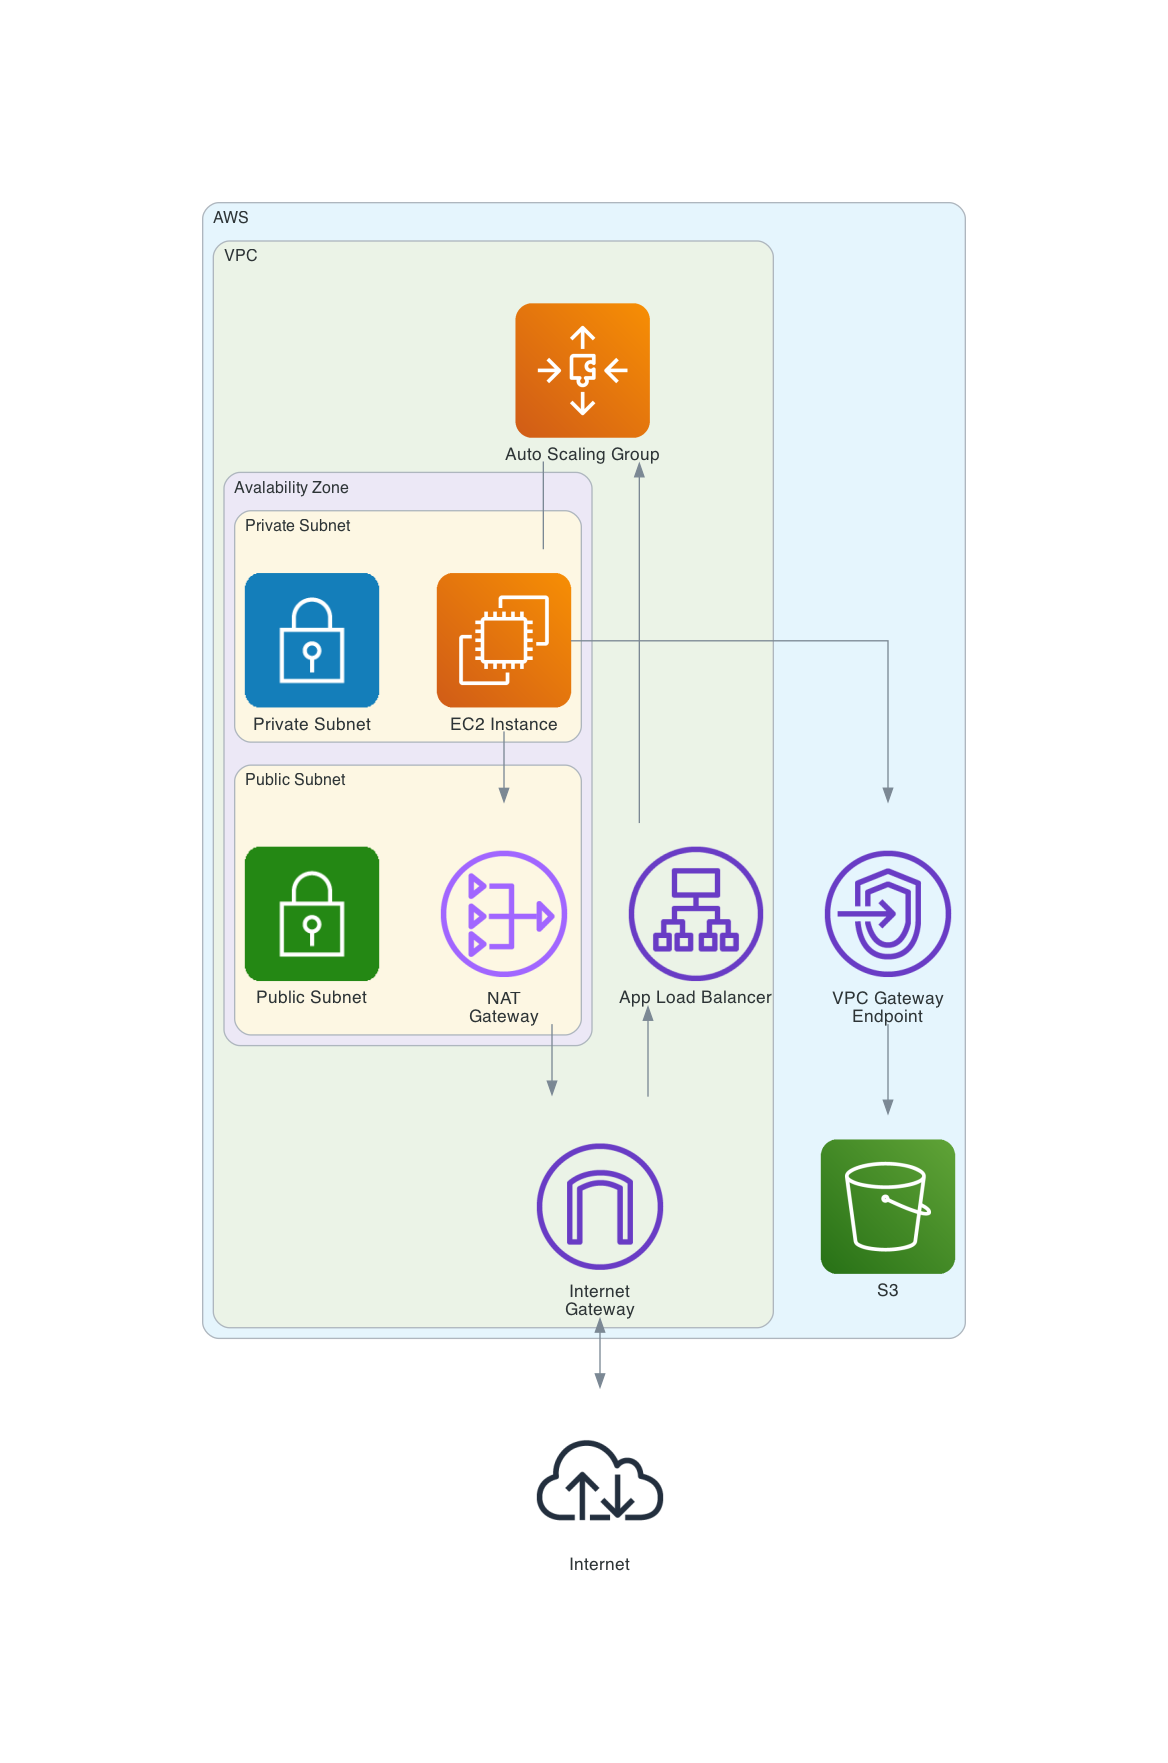 AWS
VPC
Auto Scaling Group
Avalability Zone
Private Subnet
Private Subnet
EC2 Instance
Public Subnet
Public Subnet
NAT
Gateway
App Load Balancer
VPC Gateway
Endpoint
Internet
Gateway
S3
Internet